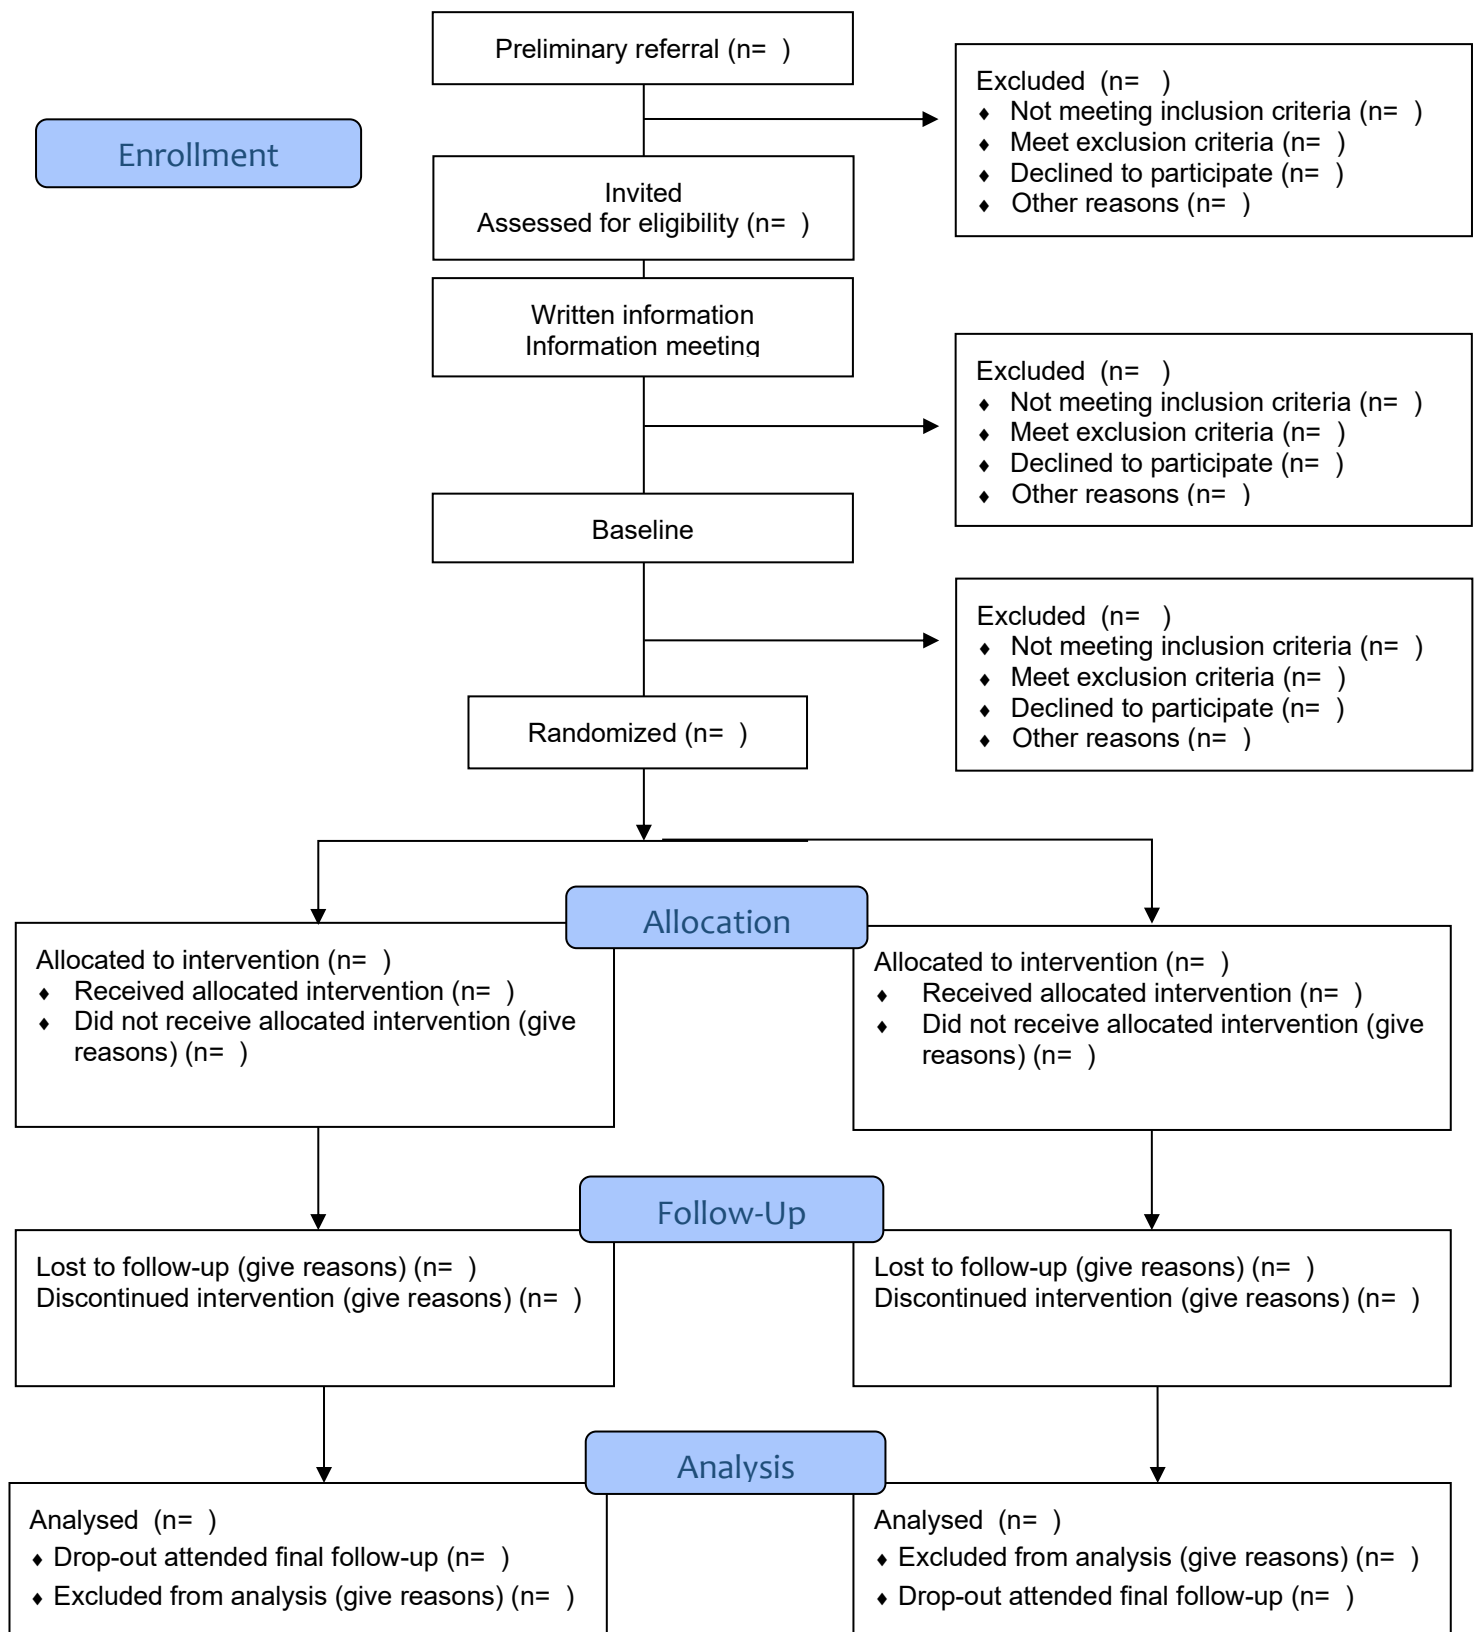 Preliminary referral (n=  )
Excluded  (n=   )
♦ Not meeting inclusion criteria (n=  )
♦ Meet exclusion criteria (n=  )
♦ Declined to participate (n=  )
♦ Other reasons (n=  )
Enrollment
Invited
Assessed for eligibility (n=  )
Written information
Information meeting
Excluded  (n=   )
♦ Not meeting inclusion criteria (n=  )
♦ Meet exclusion criteria (n=  )
♦ Declined to participate (n=  )
♦ Other reasons (n=  )
Baseline
Excluded  (n=   )
♦ Not meeting inclusion criteria (n=  )
♦ Meet exclusion criteria (n=  )
♦ Declined to participate (n=  )
♦ Other reasons (n=  )
Randomized (n=  )
Allocation
Allocated to intervention (n=  )
♦ Received allocated intervention (n=  )
♦ Did not receive allocated intervention (give
reasons) (n=  )
Allocated to intervention (n=  )
♦ Received allocated intervention (n=  )
♦ Did not receive allocated intervention (give
reasons) (n=  )
Follow-Up
Lost to follow-up (give reasons) (n=  )
Discontinued intervention (give reasons) (n=  )
Lost to follow-up (give reasons) (n=  )
Discontinued intervention (give reasons) (n=  )
Analysis
Analysed  (n=  )
♦ Drop-out attended final follow-up (n=  )
♦ Excluded from analysis (give reasons) (n=  )
Analysed  (n=  )
♦ Excluded from analysis (give reasons) (n=  )
♦ Drop-out attended final follow-up (n=  )